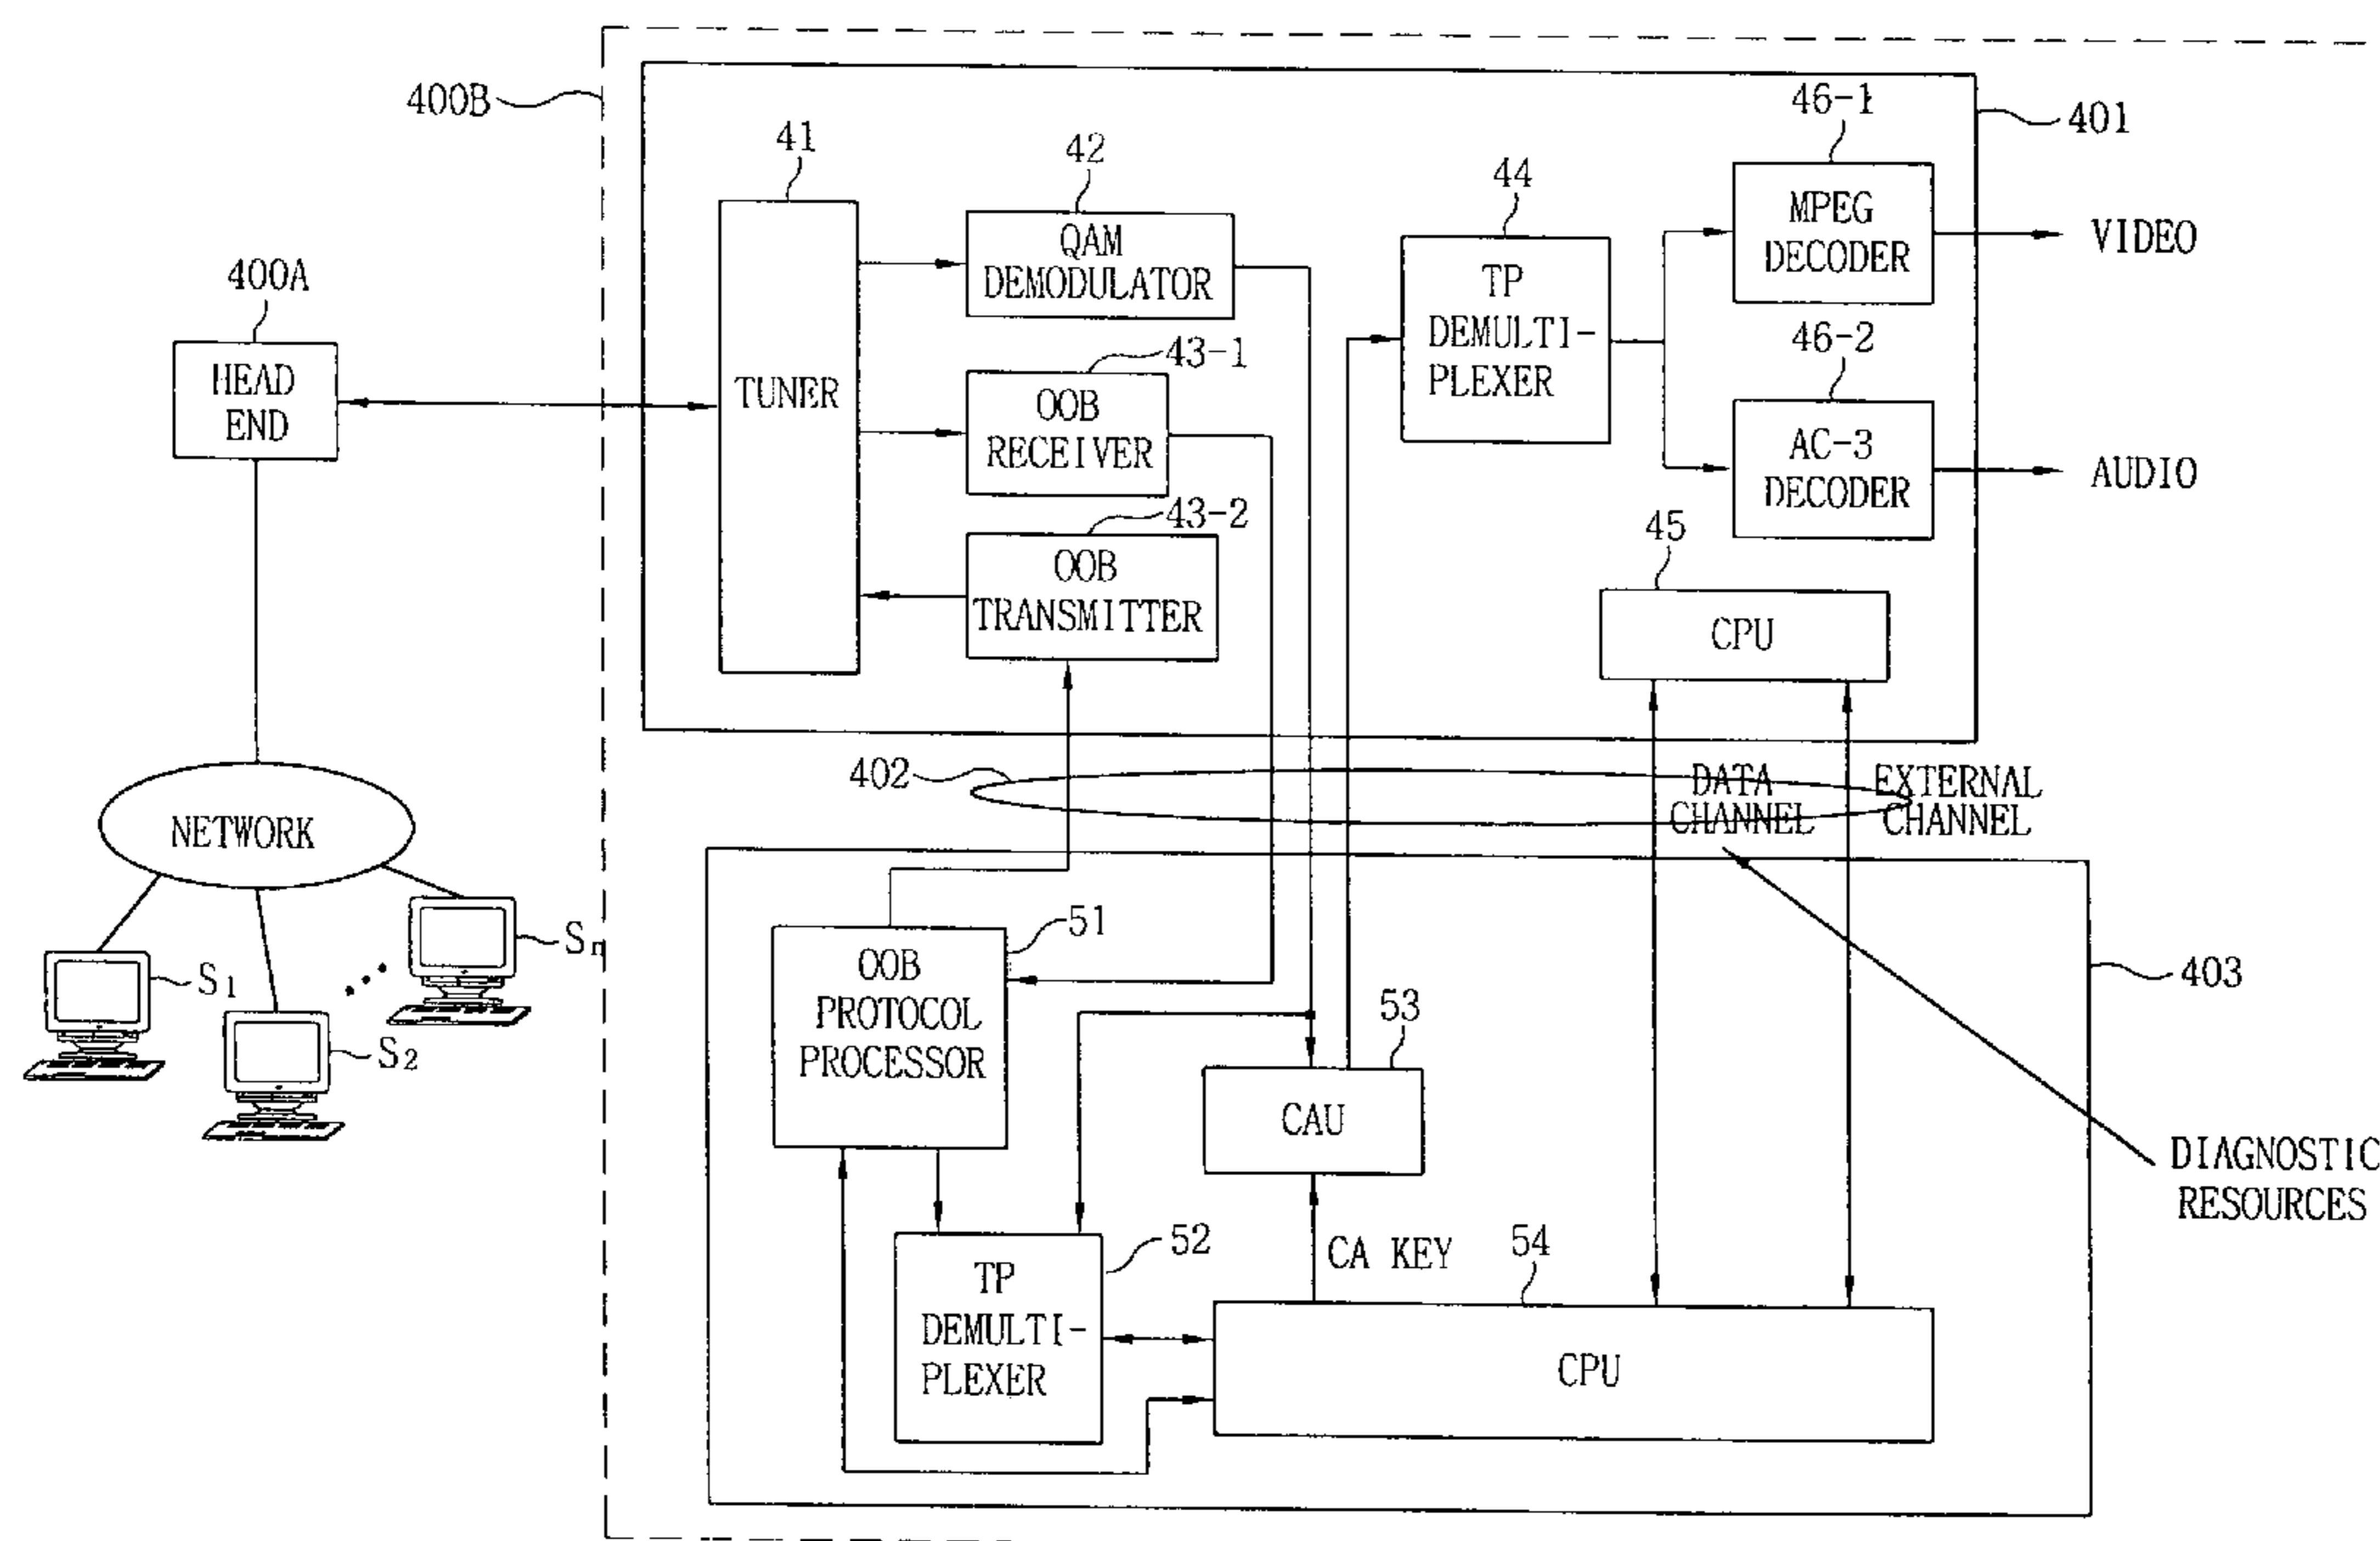 400B
401
46-1
41
42
44
MPEG
DECODER
VIDEO
QAM
DEMODULATOR
TP
DEMULTI-
PLEXER
400A
HEAD
END
43-1
46-2
TUNER
OOB
RECEIVER
AC-3
DECODER
AUDIO
43-2
OOB
TRANSMITTER
45
CPU
402
DATA
CHANNEL
EXTERNAL
CHANNEL
NETWORK
S1
S2
Sn
51
OOB
PROTOCOL
PROCESSOR
53
CAU
403
DIAGNOSTIC
RESOURCES
52
TP
DEMULTI-
PLEXER
CA KEY
54
CPU